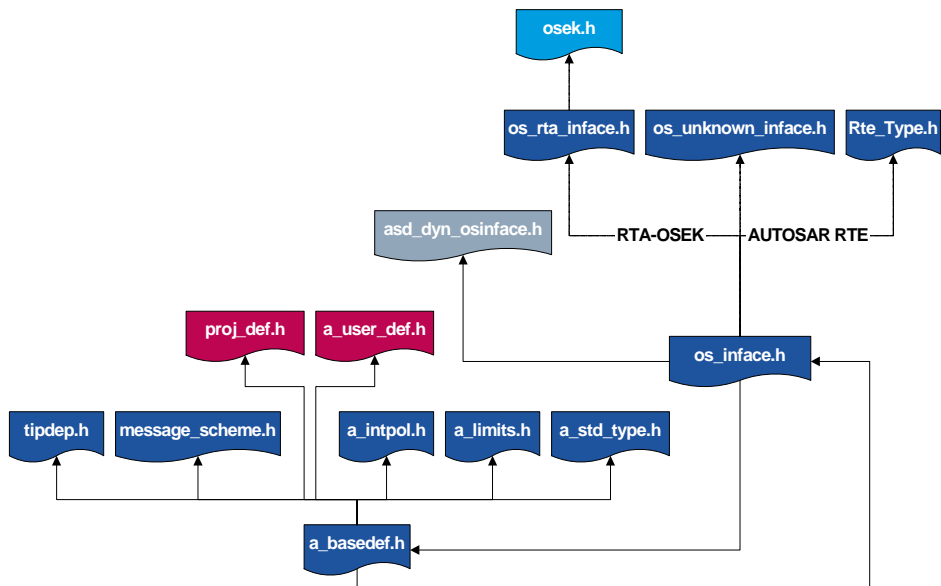 osek.h
os_rta_inface.h
os_unknown_inface.h
Rte_Type.h
asd_dyn_osinface.h
RTA-OSEK
AUTOSAR RTE
proj_def.h
a_user_def.h
os_inface.h
tipdep.h
message_scheme.h
a_intpol.h
a_limits.h
a_std_type.h
a_basedef.h